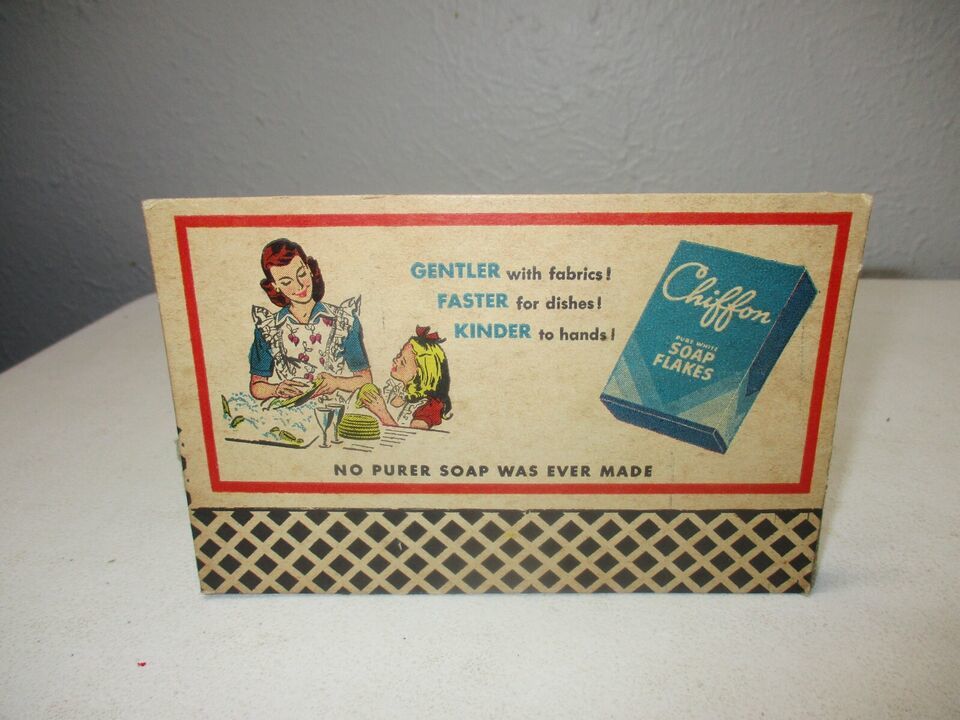 GENTLER with fabrics!
FASTER for dishes!
KINDER to hands!
Chiffon
PURE WHITE
SOAP
FLAKES
NO PURER SOAP WAS EVER MADE